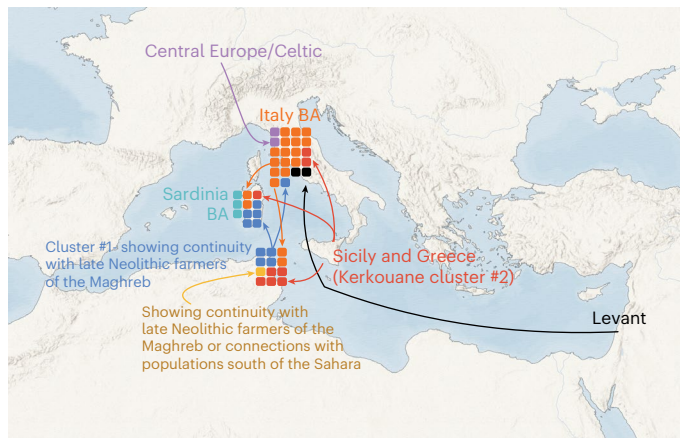 Central Europe/Celtic
Italy BA
Sardinia
BA
Cluster #1- showing continuity
with late Neolithic farmers
of the Maghreb
Sicily and Greece
(Kerkouane cluster #2)
Showing continuity with
late Neolithic farmers of the
Maghreb or connections with
populations south of the Sahara
Levant